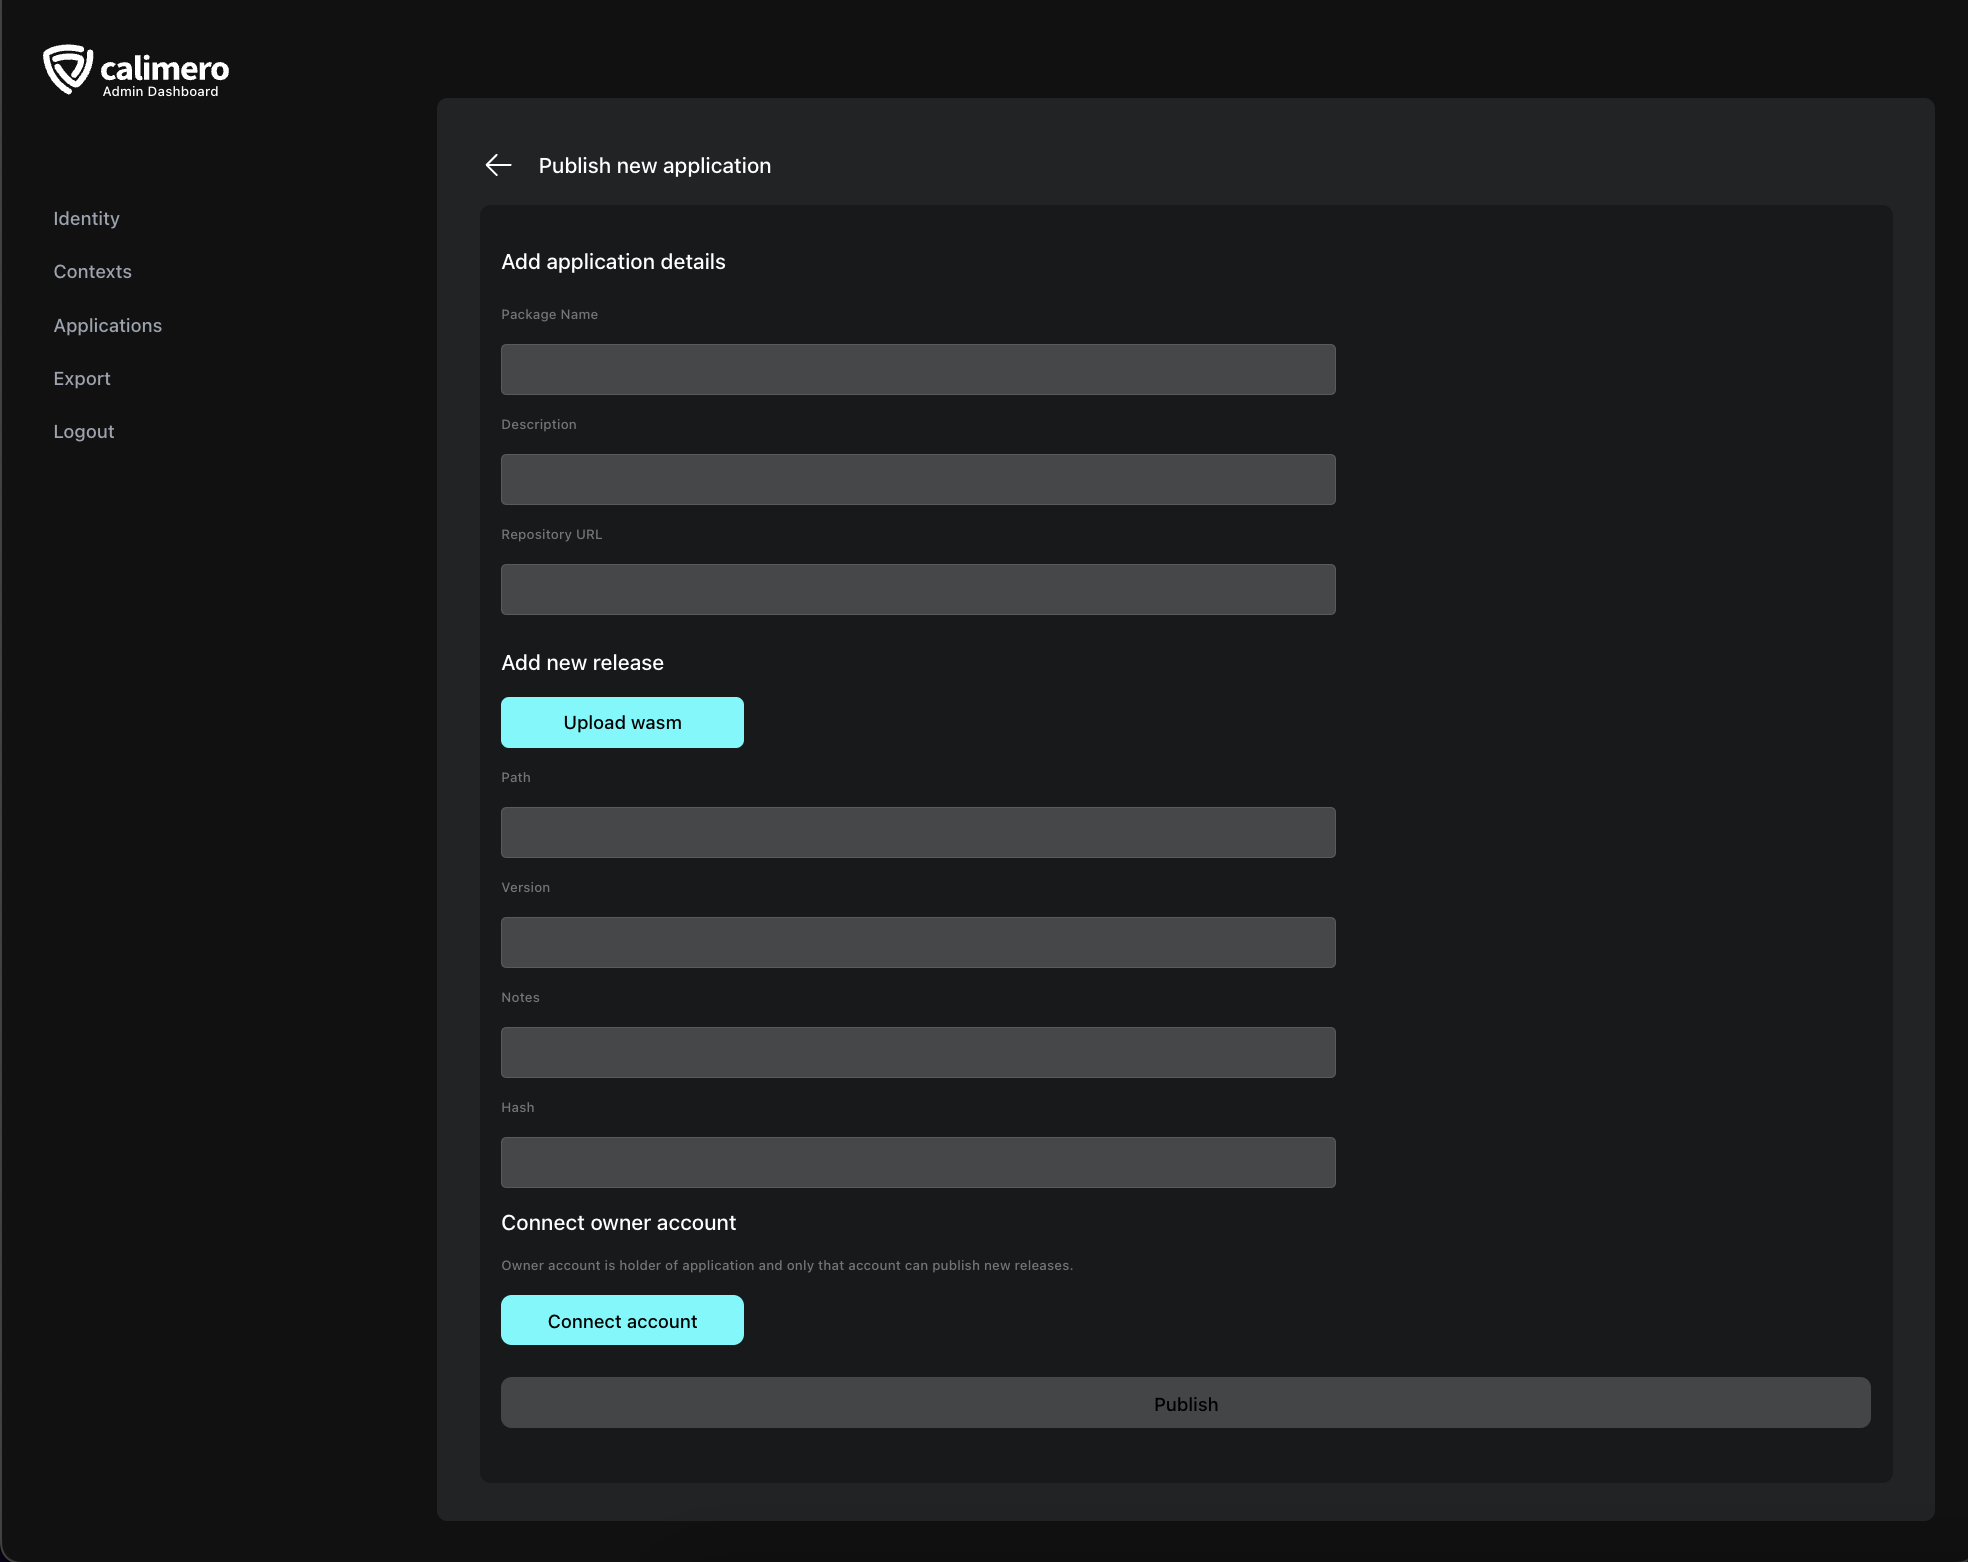 calimero
Admin Dashboard
Identity
Contexts
Applications
Export
Logout
Publish new application
Add application details
Package Name
Description
Repository URL
Add new release
Upload wasm
Path
Version
Notes
Hash
Connect owner account
Owner account is holder of application and only that account can publish new releases.
Connect account
Publish